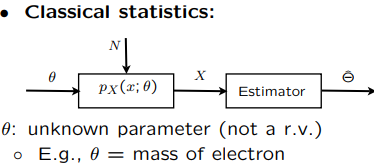 • Classical statistics:
N
θ
p_X(x; θ)
X
Estimator
Θ̂
θ: unknown parameter (not a r.v.)
◦ E.g., θ = mass of electron